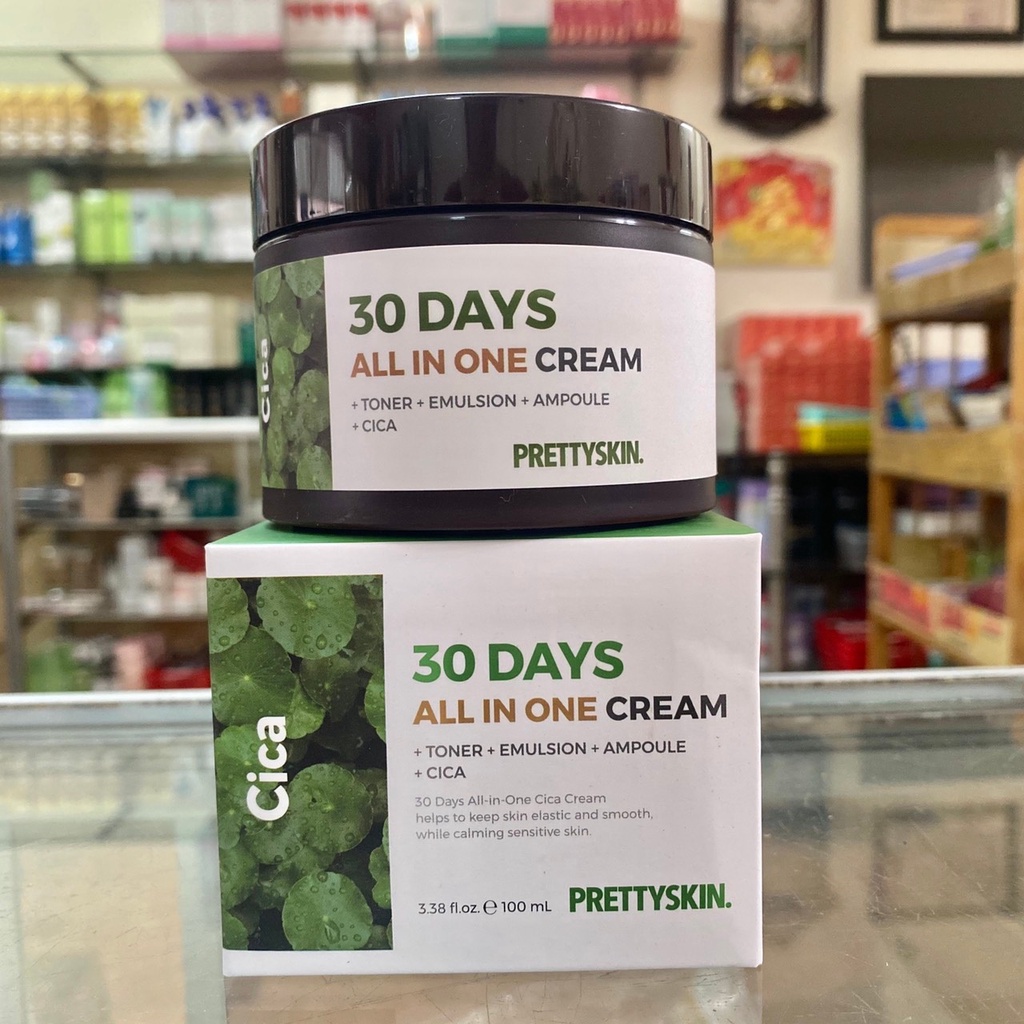 Cica
30 DAYS
ALL IN ONE CREAM
+ TONER + EMULSION + AMPOULE
+ CICA
PRETTYSKIN.
Cica
30 DAYS
ALL IN ONE CREAM
+ TONER + EMULSION + AMPOULE
+ CICA
30 Days All-in-One Cica Cream
helps to keep skin elastic and smooth,
while calming sensitive skin.
3.38 fl.oz. ℮ 100 mL
PRETTYSKIN.